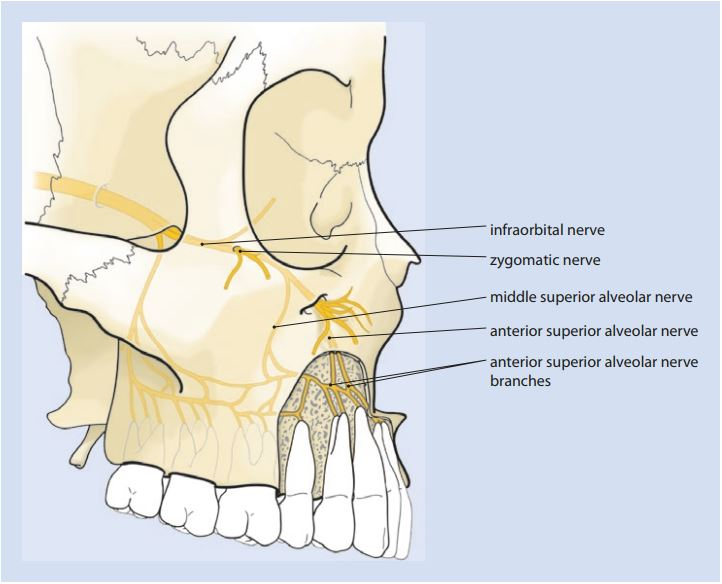 infraorbital nerve
zygomatic nerve
middle superior alveolar nerve
anterior superior alveolar nerve
anterior superior alveolar nerve
branches